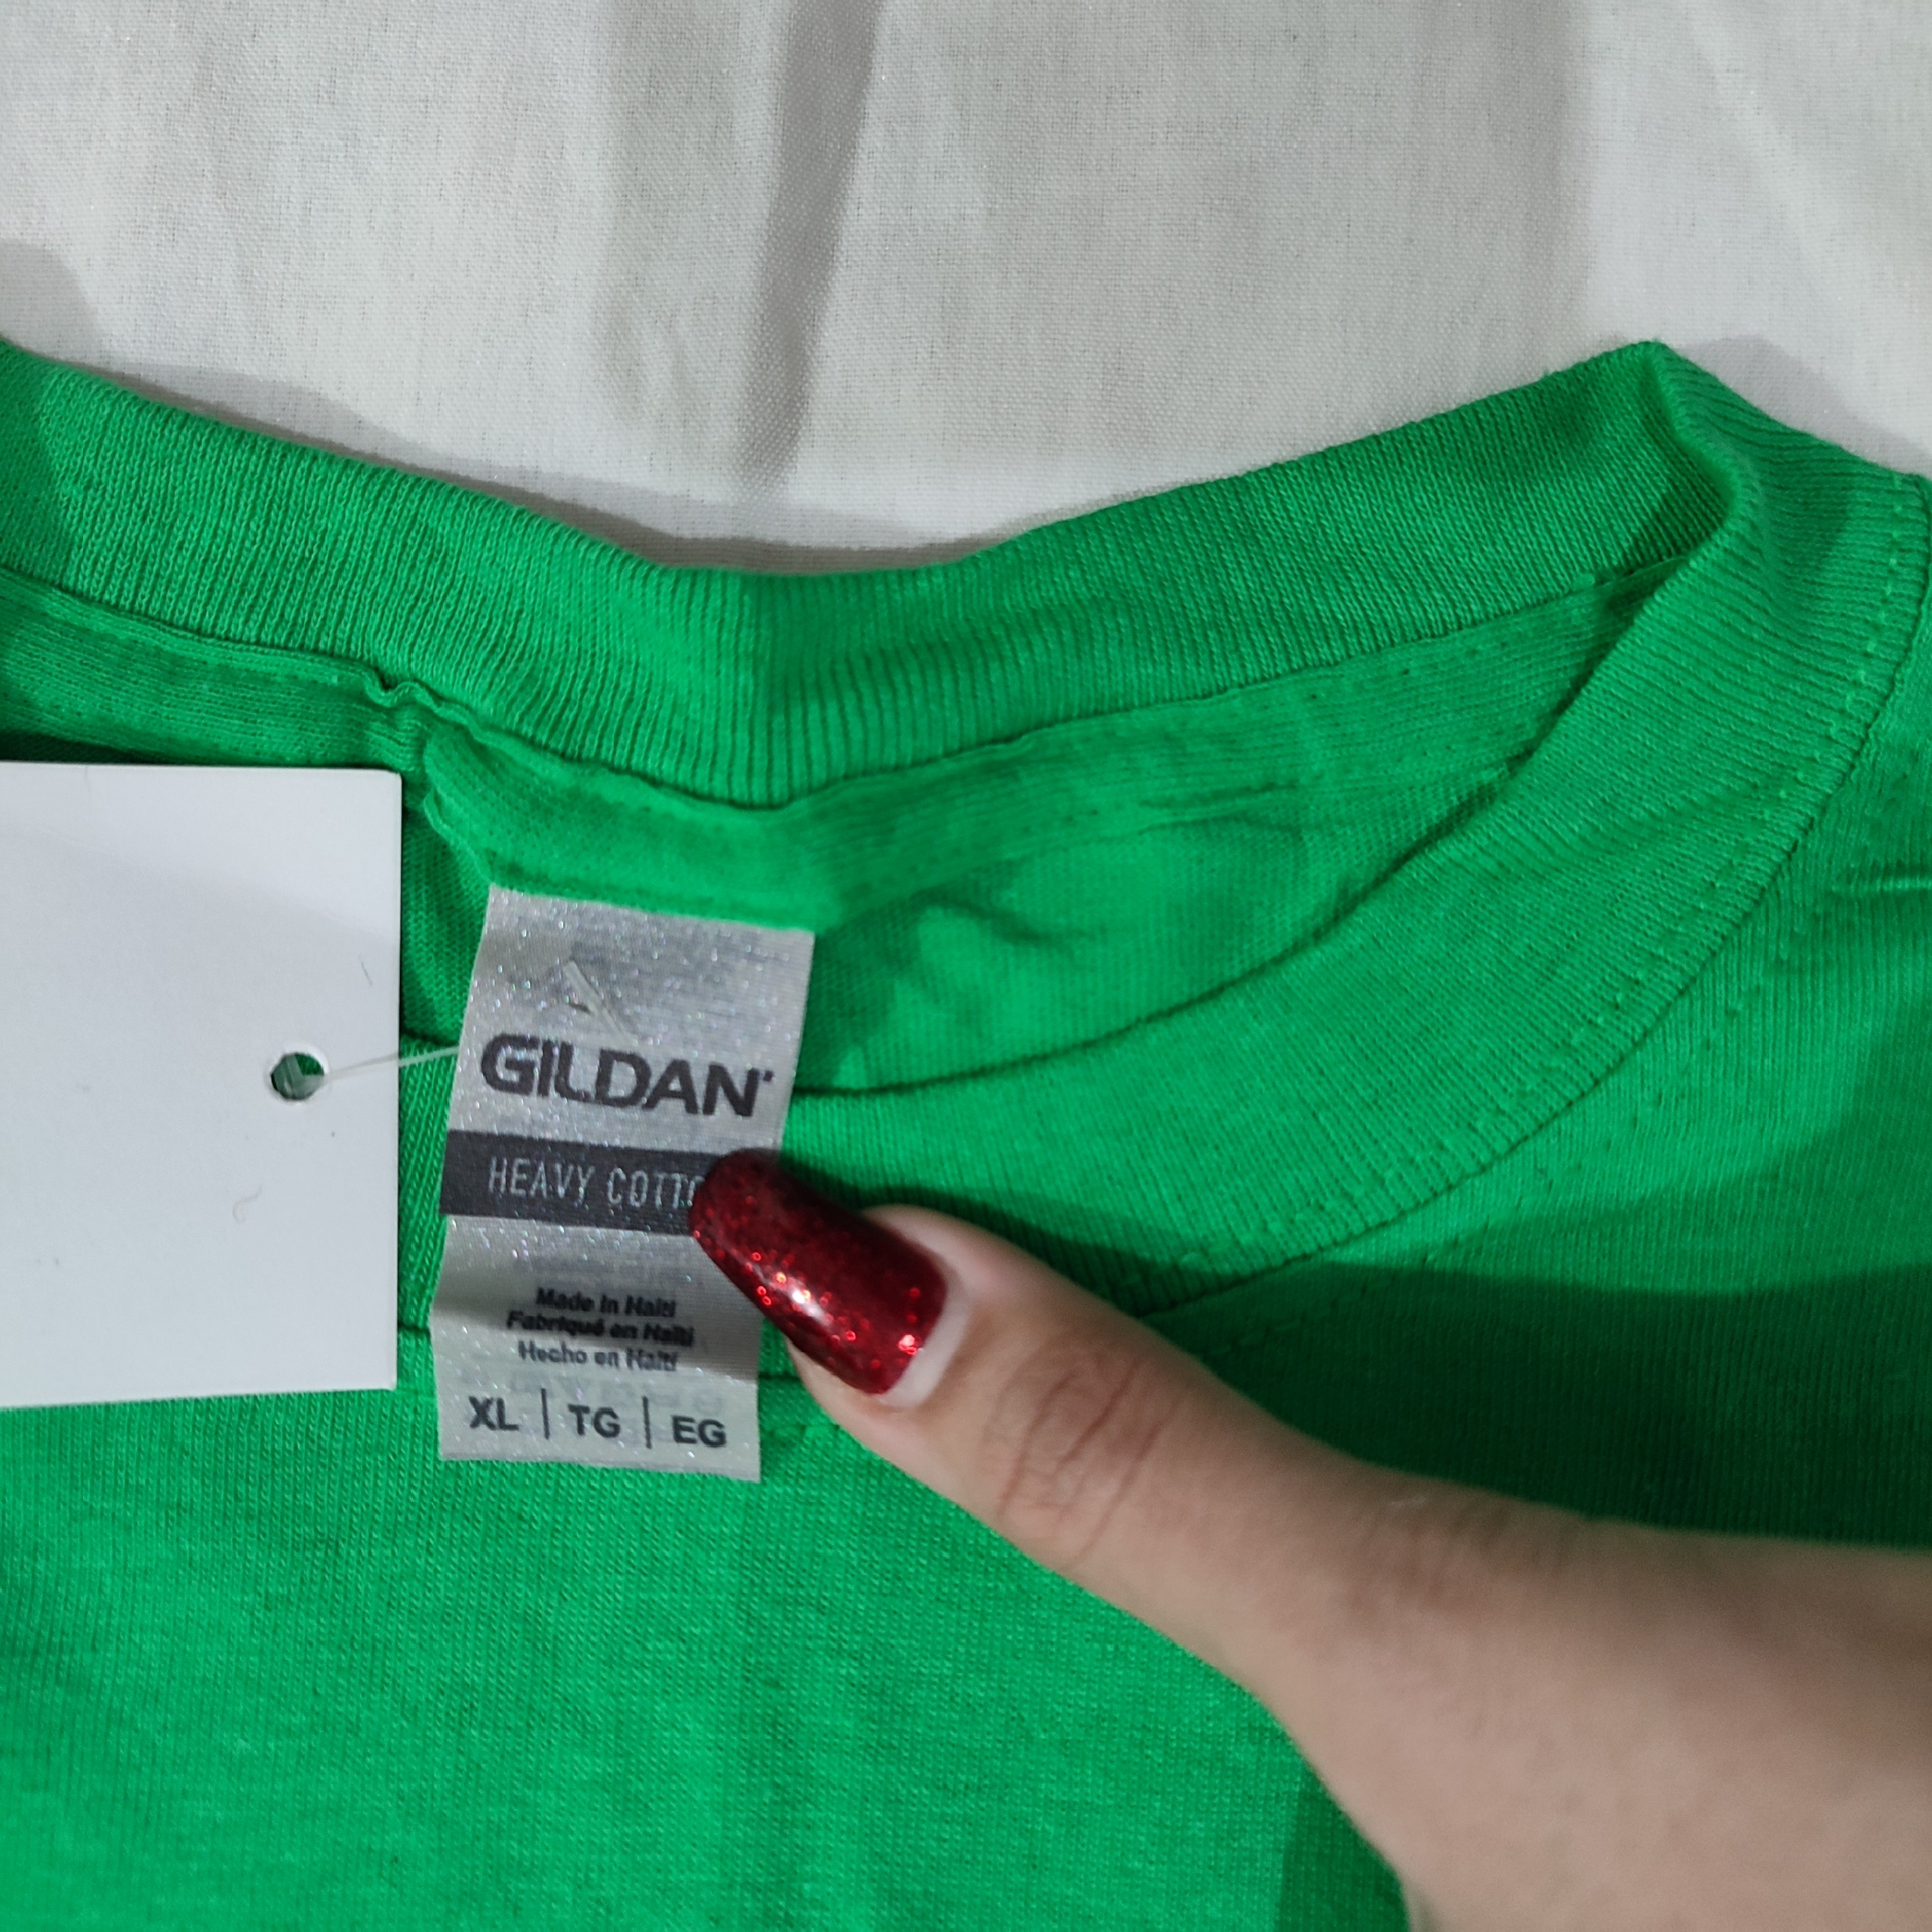 GILDAN
HEAVY COTTO
Made in Haiti
Fabriqué en Haïti
Hecho en Haití
XL | TG | EG